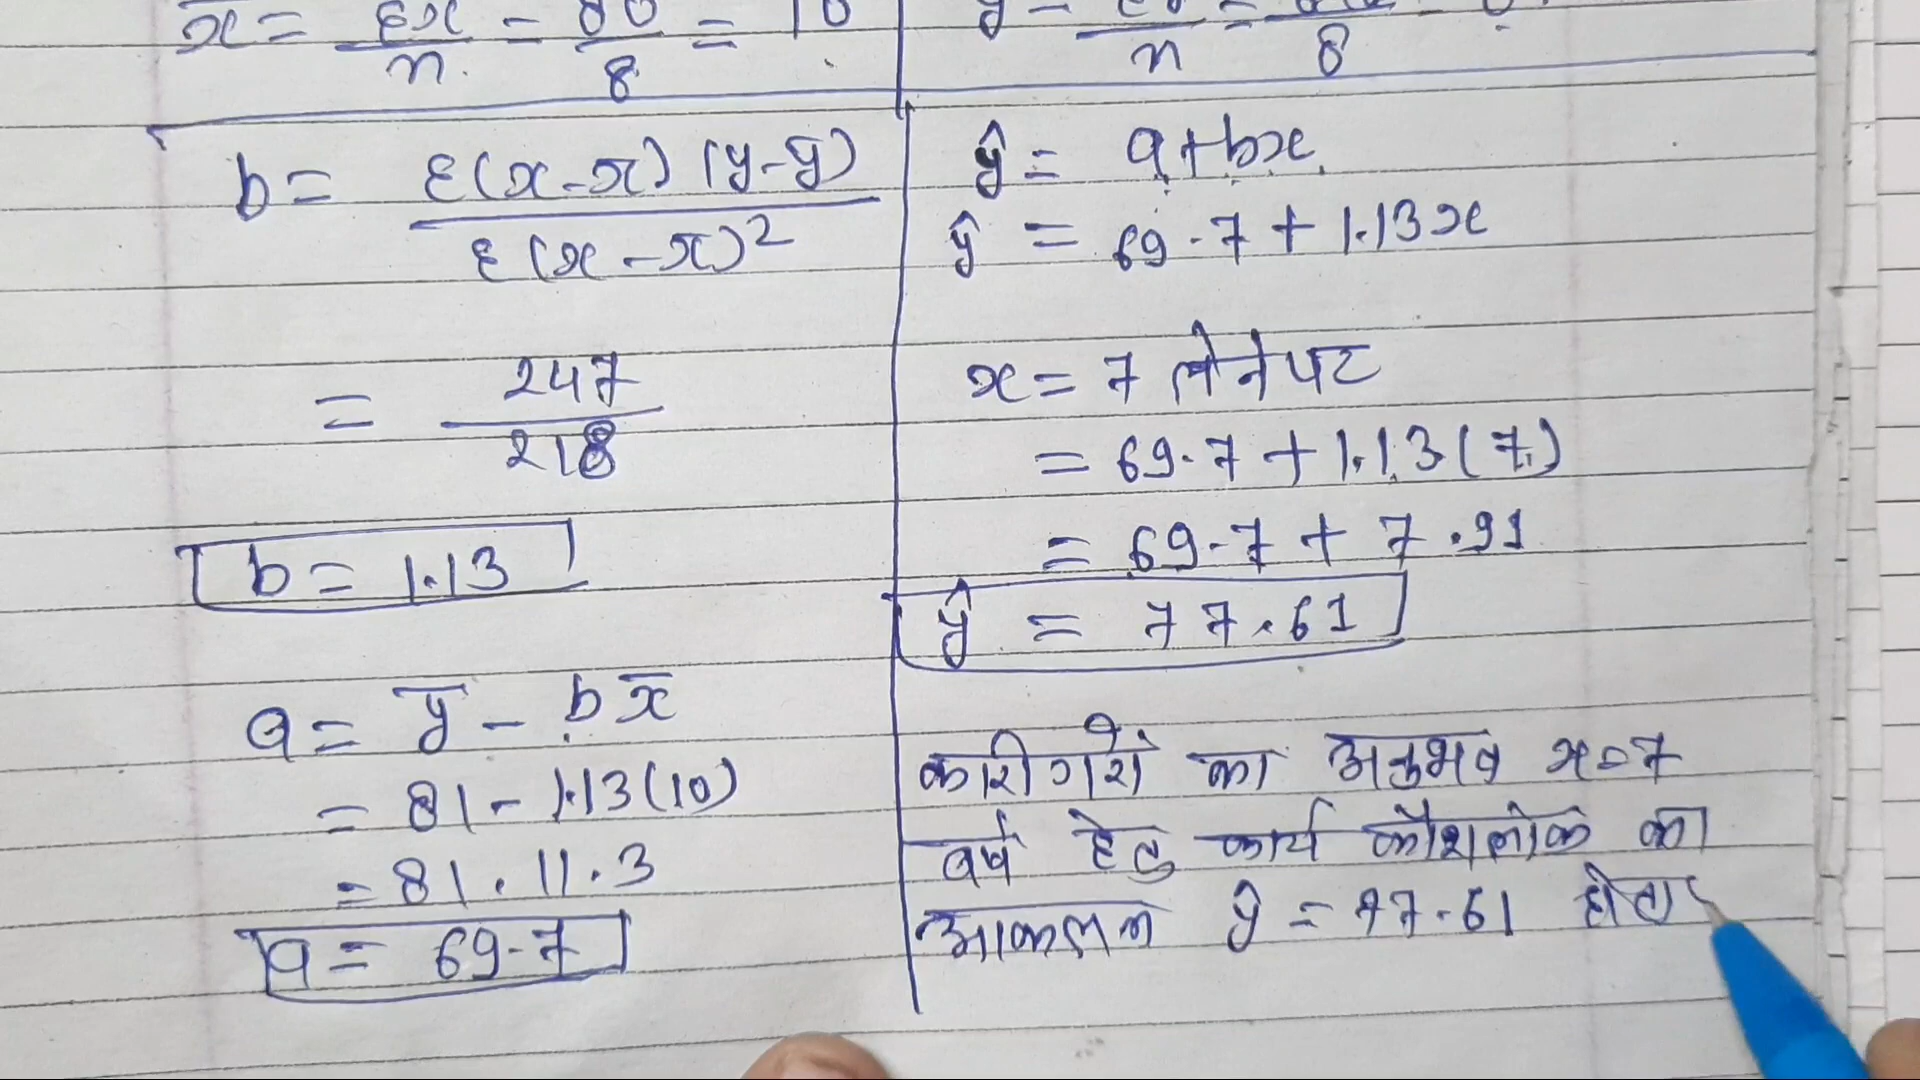 x̄ = Σx/n = 80/8 = 10
n = 8
b = Σ(x-x̄)(y-ȳ)/Σ(x-x̄)²
= 247/218
b = 1.13
a = ȳ - bx̄
= 81 - 1.13(10)
= 81 . 11.3
a = 69.7
ŷ = a+bx
ŷ = 69.7 + 1.13x
x = 7 लेने पर
= 69.7 + 1.13(7)
= 69.7 + 7.91
ŷ = 77.61
कारीगरों का अनुभव x=7
वर्ष हेतु कार्य कौशलांक का
आकलन ŷ = 77.61 होता